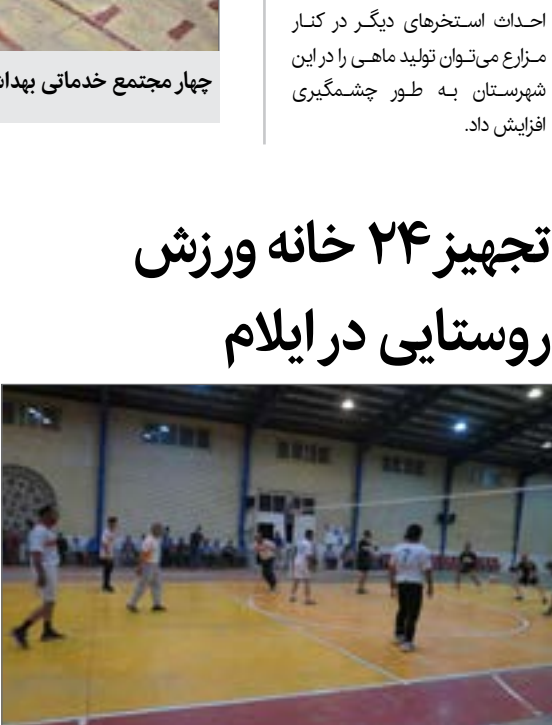 احداث استخرهای دیگر در کنار
مزارع می‌توان تولید ماهی را در این
شهرستان به طور چشمگیری
افزایش داد.
چهار مجتمع خدماتی
تجهیز ۲۴ خانه ورزش
روستایی در ایلام